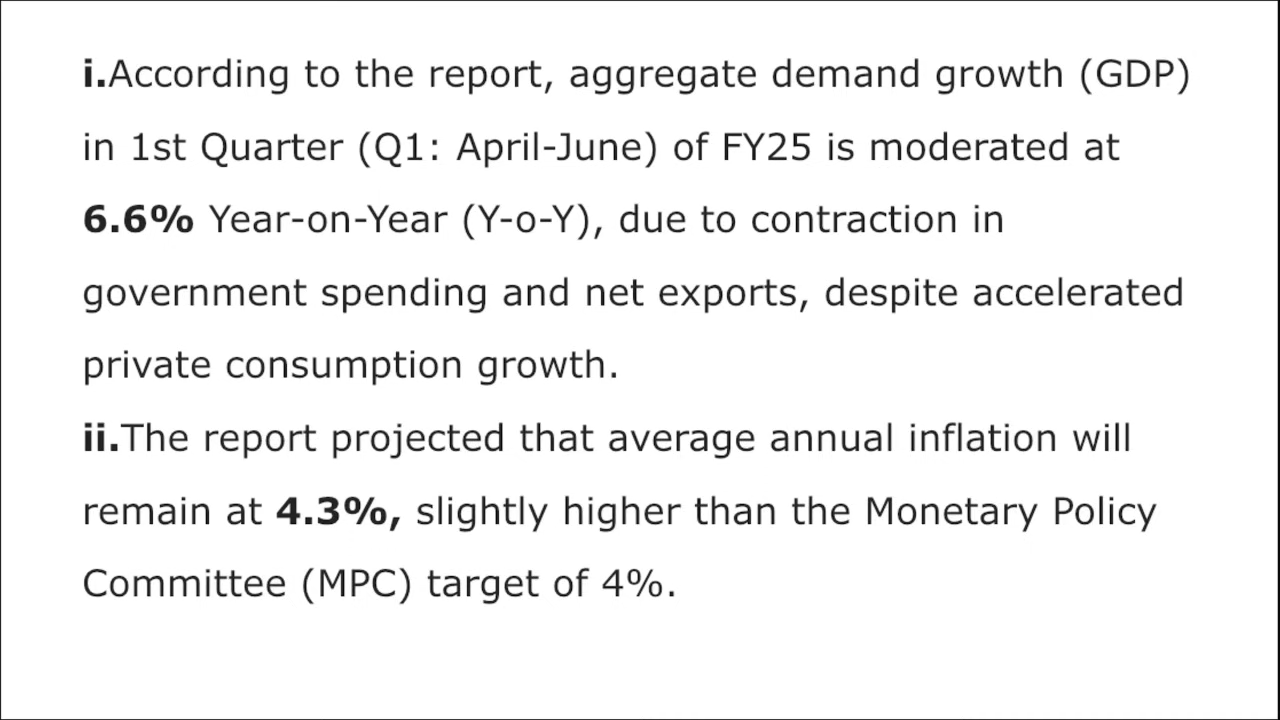 i.According to the report, aggregate demand growth (GDP)
in 1st Quarter (Q1: April-June) of FY25 is moderated at
6.6% Year-on-Year (Y-o-Y), due to contraction in
government spending and net exports, despite accelerated
private consumption growth.
ii.The report projected that average annual inflation will
remain at 4.3%, slightly higher than the Monetary Policy
Committee (MPC) target of 4%.